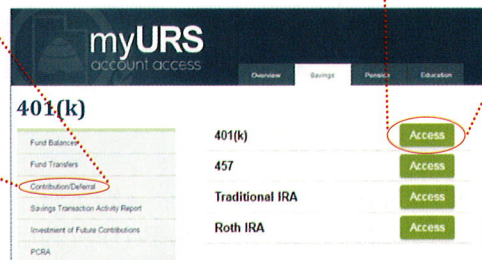 myURS
account access
Overview Savings Pension Education
401(k)
Fund Balances
Fund Transfers
Contribution/Deferral
Savings Transaction Activity Report
Investment of Future Contributions
PCRA
401(k) Access
457 Access
Traditional IRA Access
Roth IRA Access